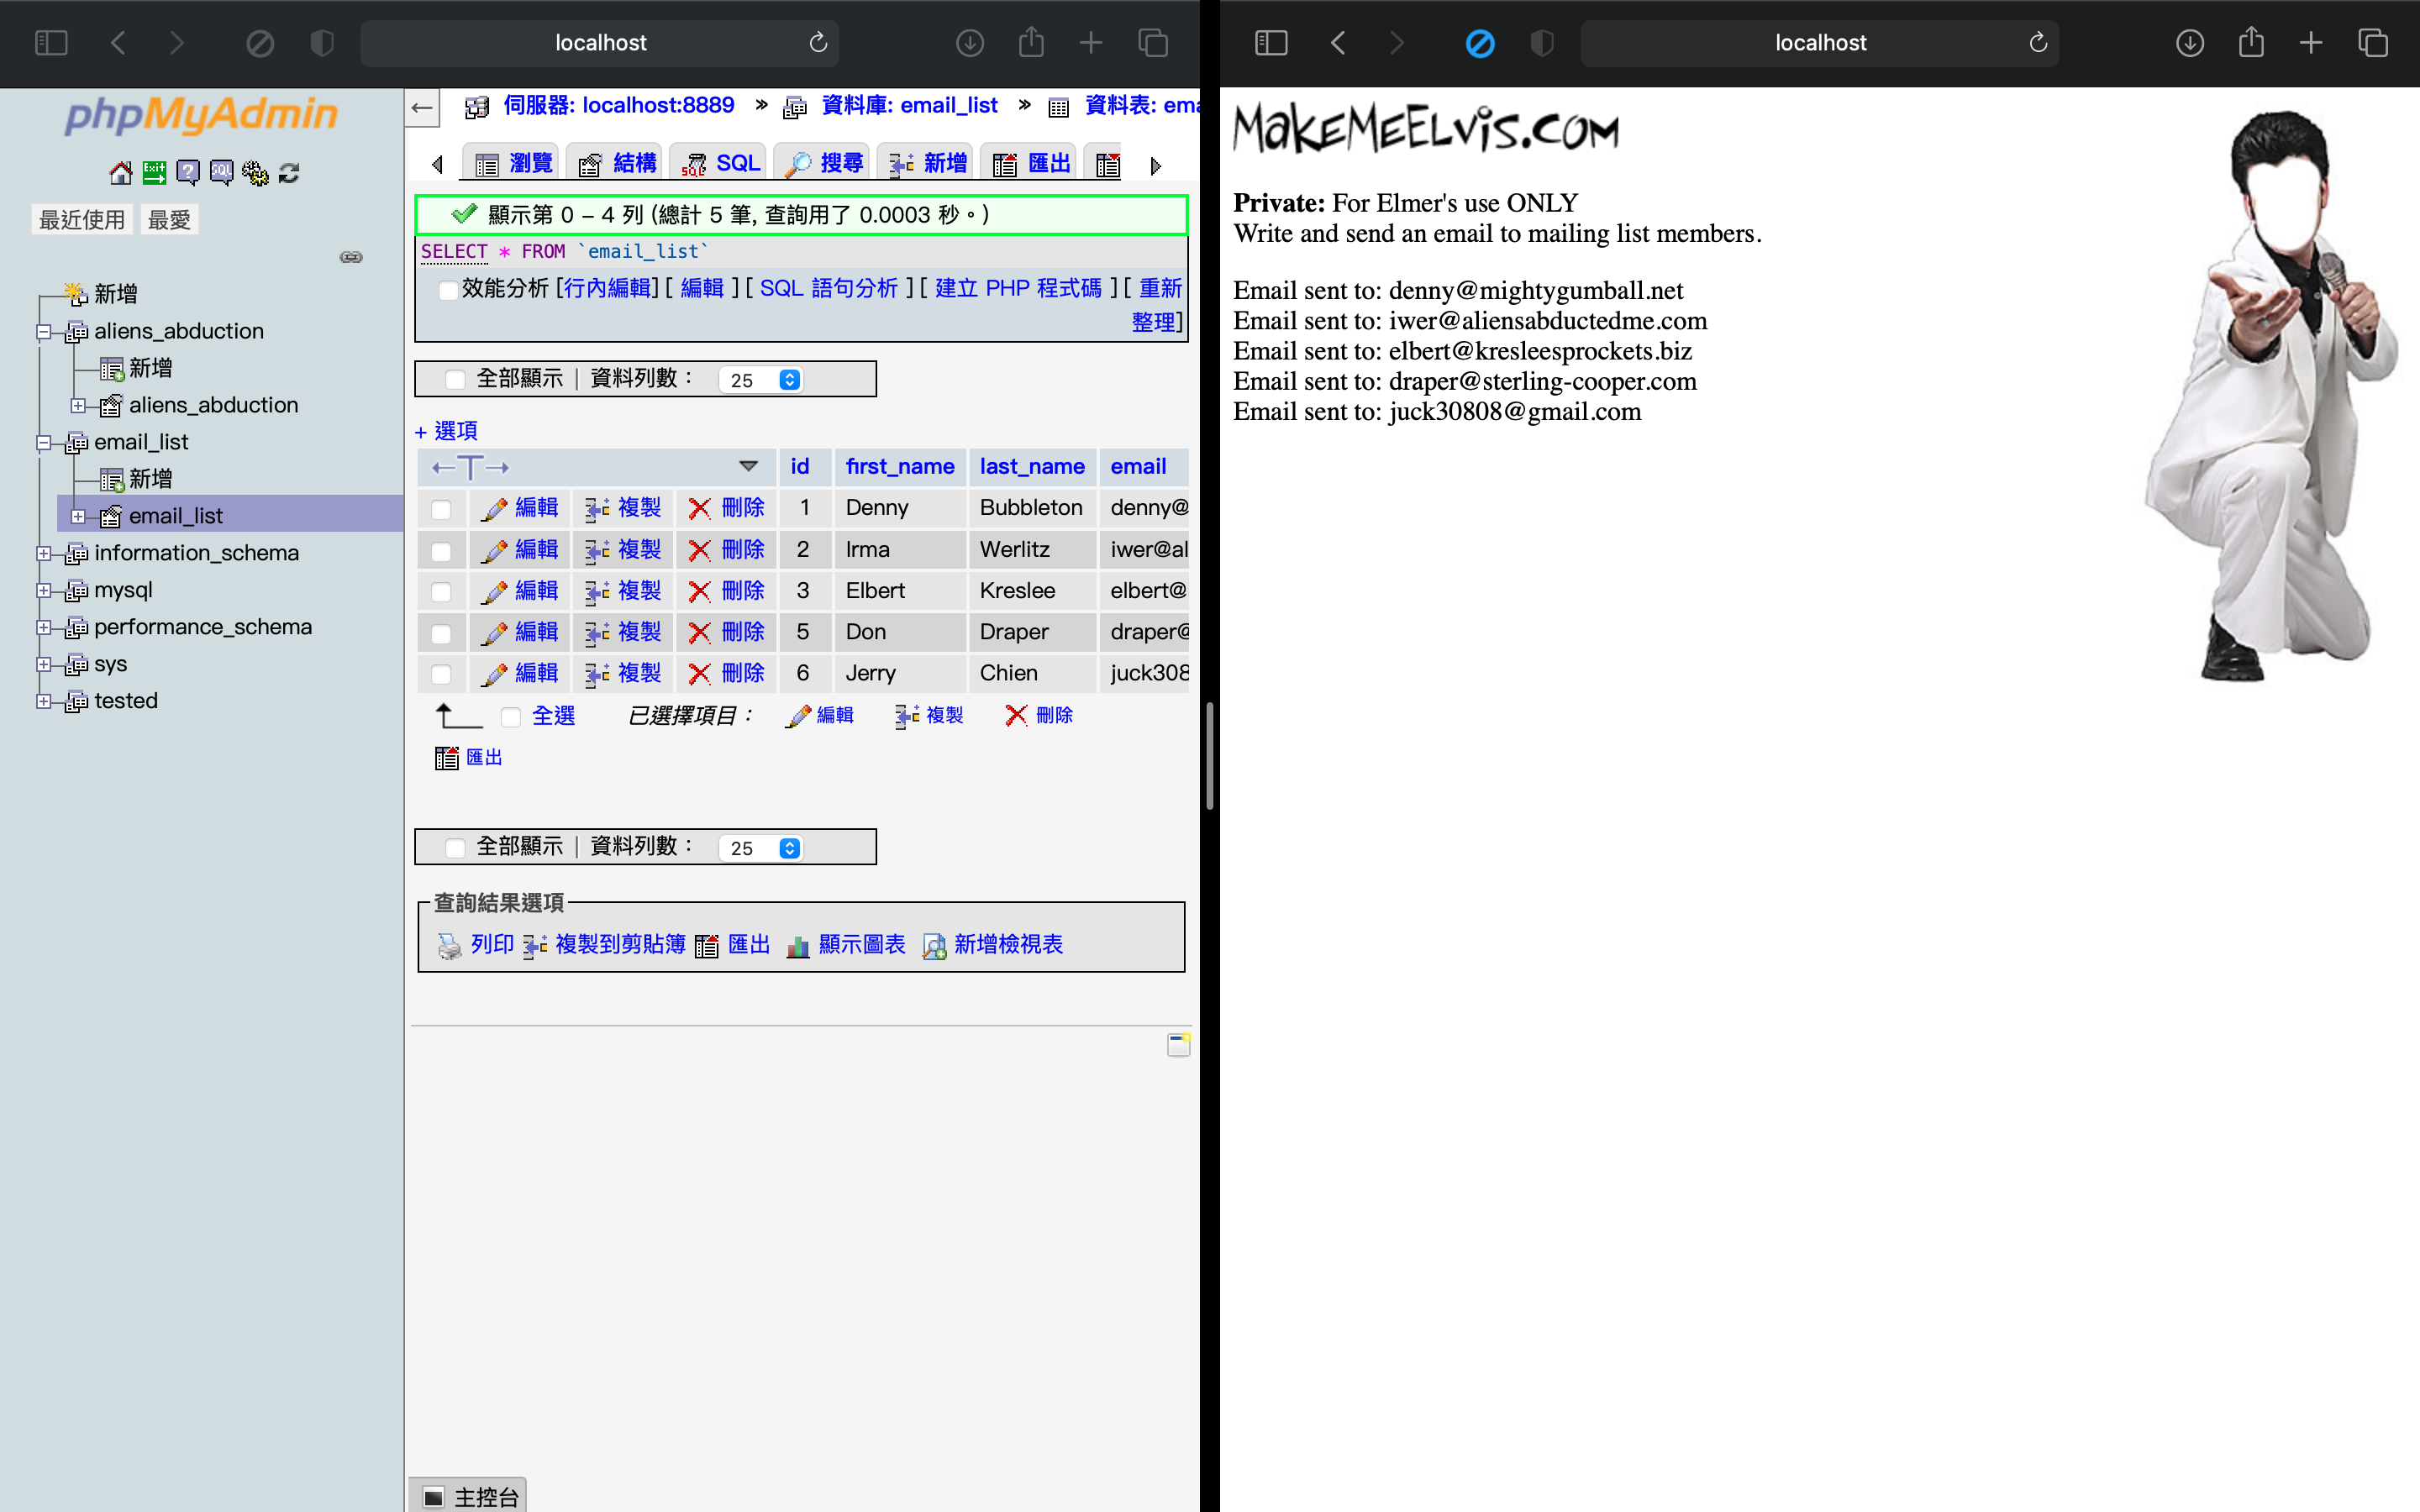 localhost
phpMyAdmin
最近使用 最愛
新增
aliens_abduction
新增
aliens_abduction
email_list
新增
email_list
information_schema
mysql
performance_schema
sys
tested
伺服器: localhost:8889 » 資料庫: email_list » 資料表: ema
瀏覽 結構 SQL 搜尋 新增 匯出
顯示第 0 - 4 列 (總計 5 筆, 查詢用了 0.0003 秒。)
SELECT * FROM `email_list`
效能分析 [行內編輯] [ 編輯 ] [ SQL 語句分析 ] [ 建立 PHP 程式碼 ] [ 重新
整理]
全部顯示 | 資料列數: 25
+ 選項
←T→ id first_name last_name email
編輯 複製 刪除 1 Denny Bubbleton denny@
編輯 複製 刪除 2 Irma Werlitz iwer@al
編輯 複製 刪除 3 Elbert Kreslee elbert@
編輯 複製 刪除 5 Don Draper draper@
編輯 複製 刪除 6 Jerry Chien juck308
全選 已選擇項目: 編輯 複製 刪除
匯出
全部顯示 | 資料列數: 25
查詢結果選項
列印 複製到剪貼簿 匯出 顯示圖表 新增檢視表
主控台
localhost
MakeMeElvis.com
Private: For Elmer's use ONLY
Write and send an email to mailing list members.
Email sent to: denny@mightygumball.net
Email sent to: iwer@aliensabductedme.com
Email sent to: elbert@kresleesprockets.biz
Email sent to: draper@sterling-cooper.com
Email sent to: juck30808@gmail.com